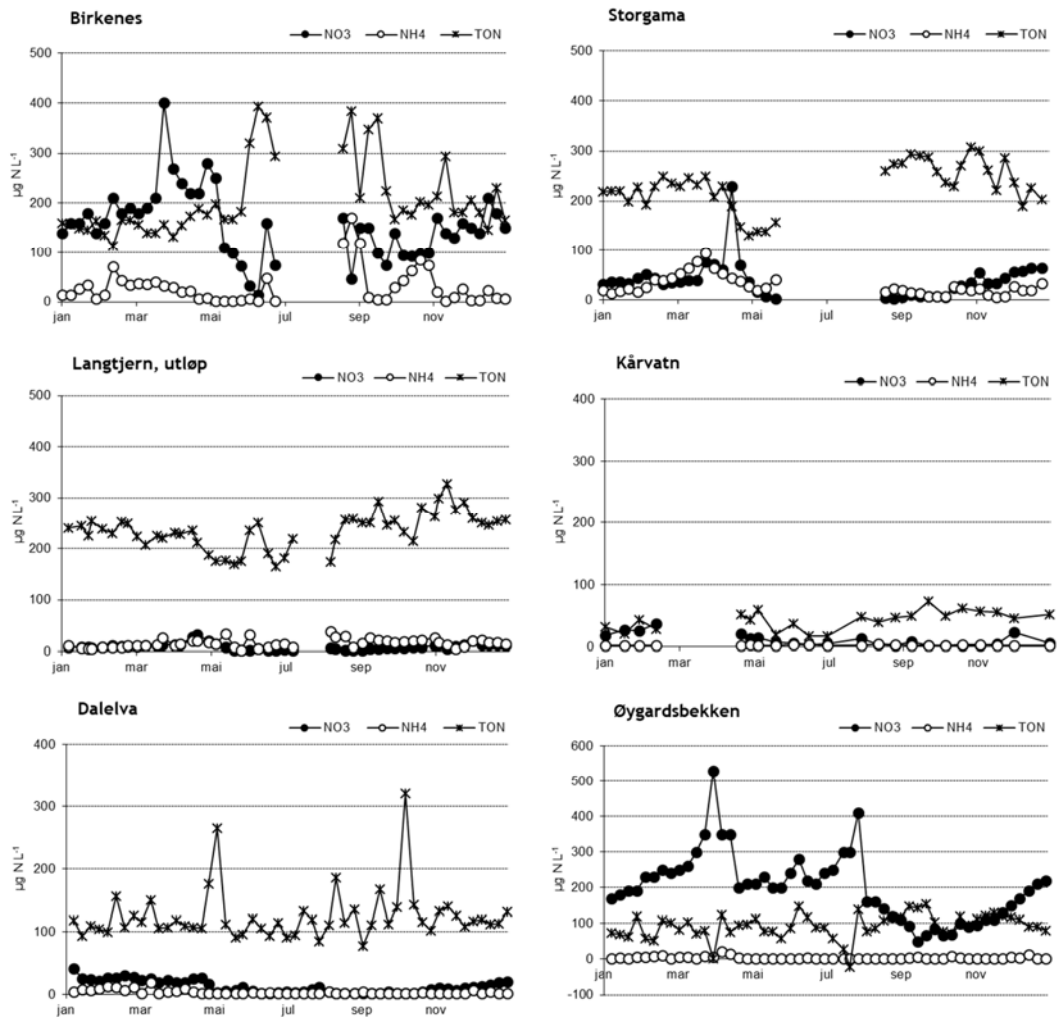 Birkenes
NO3 NH4 TON
µg N L-1
500
400
300
200
100
0
jan mar mai jul sep nov
Storgama
NO3 NH4 TON
µg N L-1
500
400
300
200
100
0
jan mar mai jul sep nov
Langtjern, utløp
NO3 NH4 TON
µg N L-1
500
400
300
200
100
0
jan mar mai jul sep nov
Kårvatn
NO3 NH4 TON
µg N L-1
400
300
200
100
0
jan mar mai jul sep nov
Dalelva
NO3 NH4 TON
µg N L-1
400
300
200
100
0
jan mar mai jul sep nov
Øygardsbekken
NO3 NH4 TON
µg N L-1
600
500
400
300
200
100
0
-100
jan mar mai jul sep nov